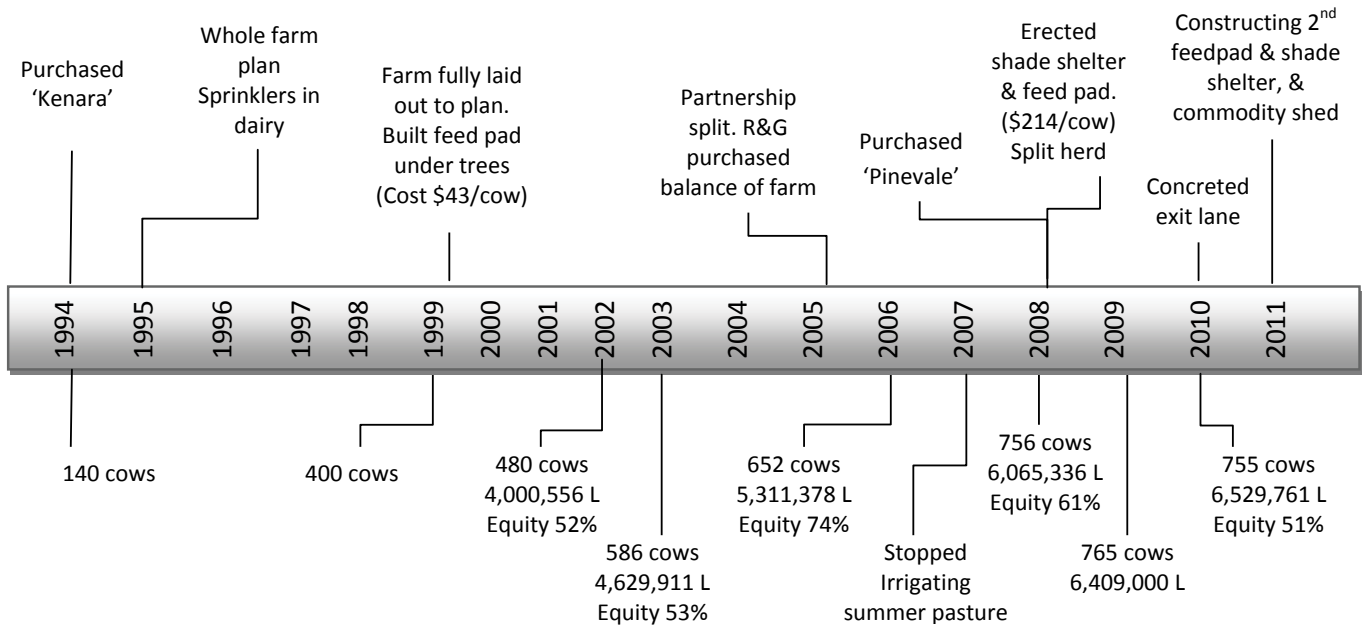 Purchased
‘Kenara’
Whole farm
plan
Sprinklers in
dairy
Farm fully laid
out to plan.
Built feed pad
under trees
(Cost $43/cow)
Partnership
split. R&G
purchased
balance of farm
Purchased
‘Pinevale’
Erected
shade shelter
& feed pad.
($214/cow)
Split herd
Concreted
exit lane
Constructing 2nd
feedpad & shade
shelter, &
commodity shed
1994
1995
1996
1997
1998
1999
2000
2001
2002
2003
2004
2005
2006
2007
2008
2009
2010
2011
140 cows
400 cows
480 cows
4,000,556 L
Equity 52%
586 cows
4,629,911 L
Equity 53%
652 cows
5,311,378 L
Equity 74%
Stopped
Irrigating
summer pasture
756 cows
6,065,336 L
Equity 61%
765 cows
6,409,000 L
755 cows
6,529,761 L
Equity 51%